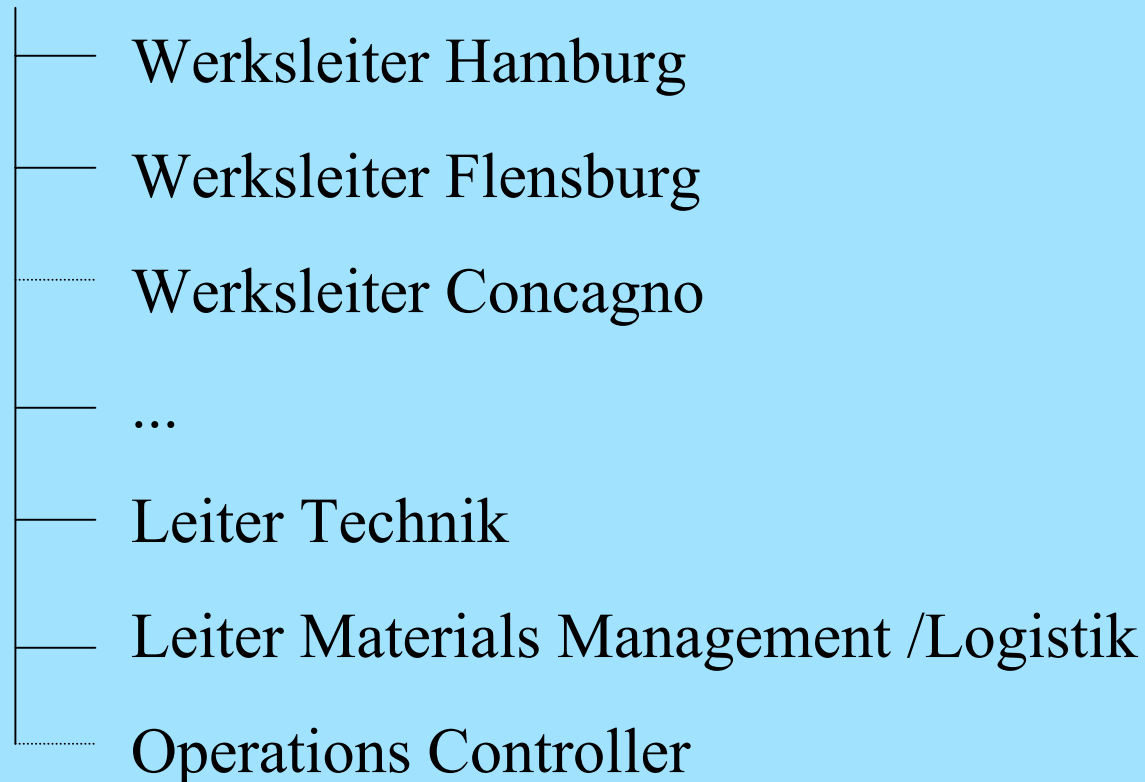 Werksleiter Hamburg
Werksleiter Flensburg
Werksleiter Concagno
...
Leiter Technik
Leiter Materials Management /Logistik
Operations Controller